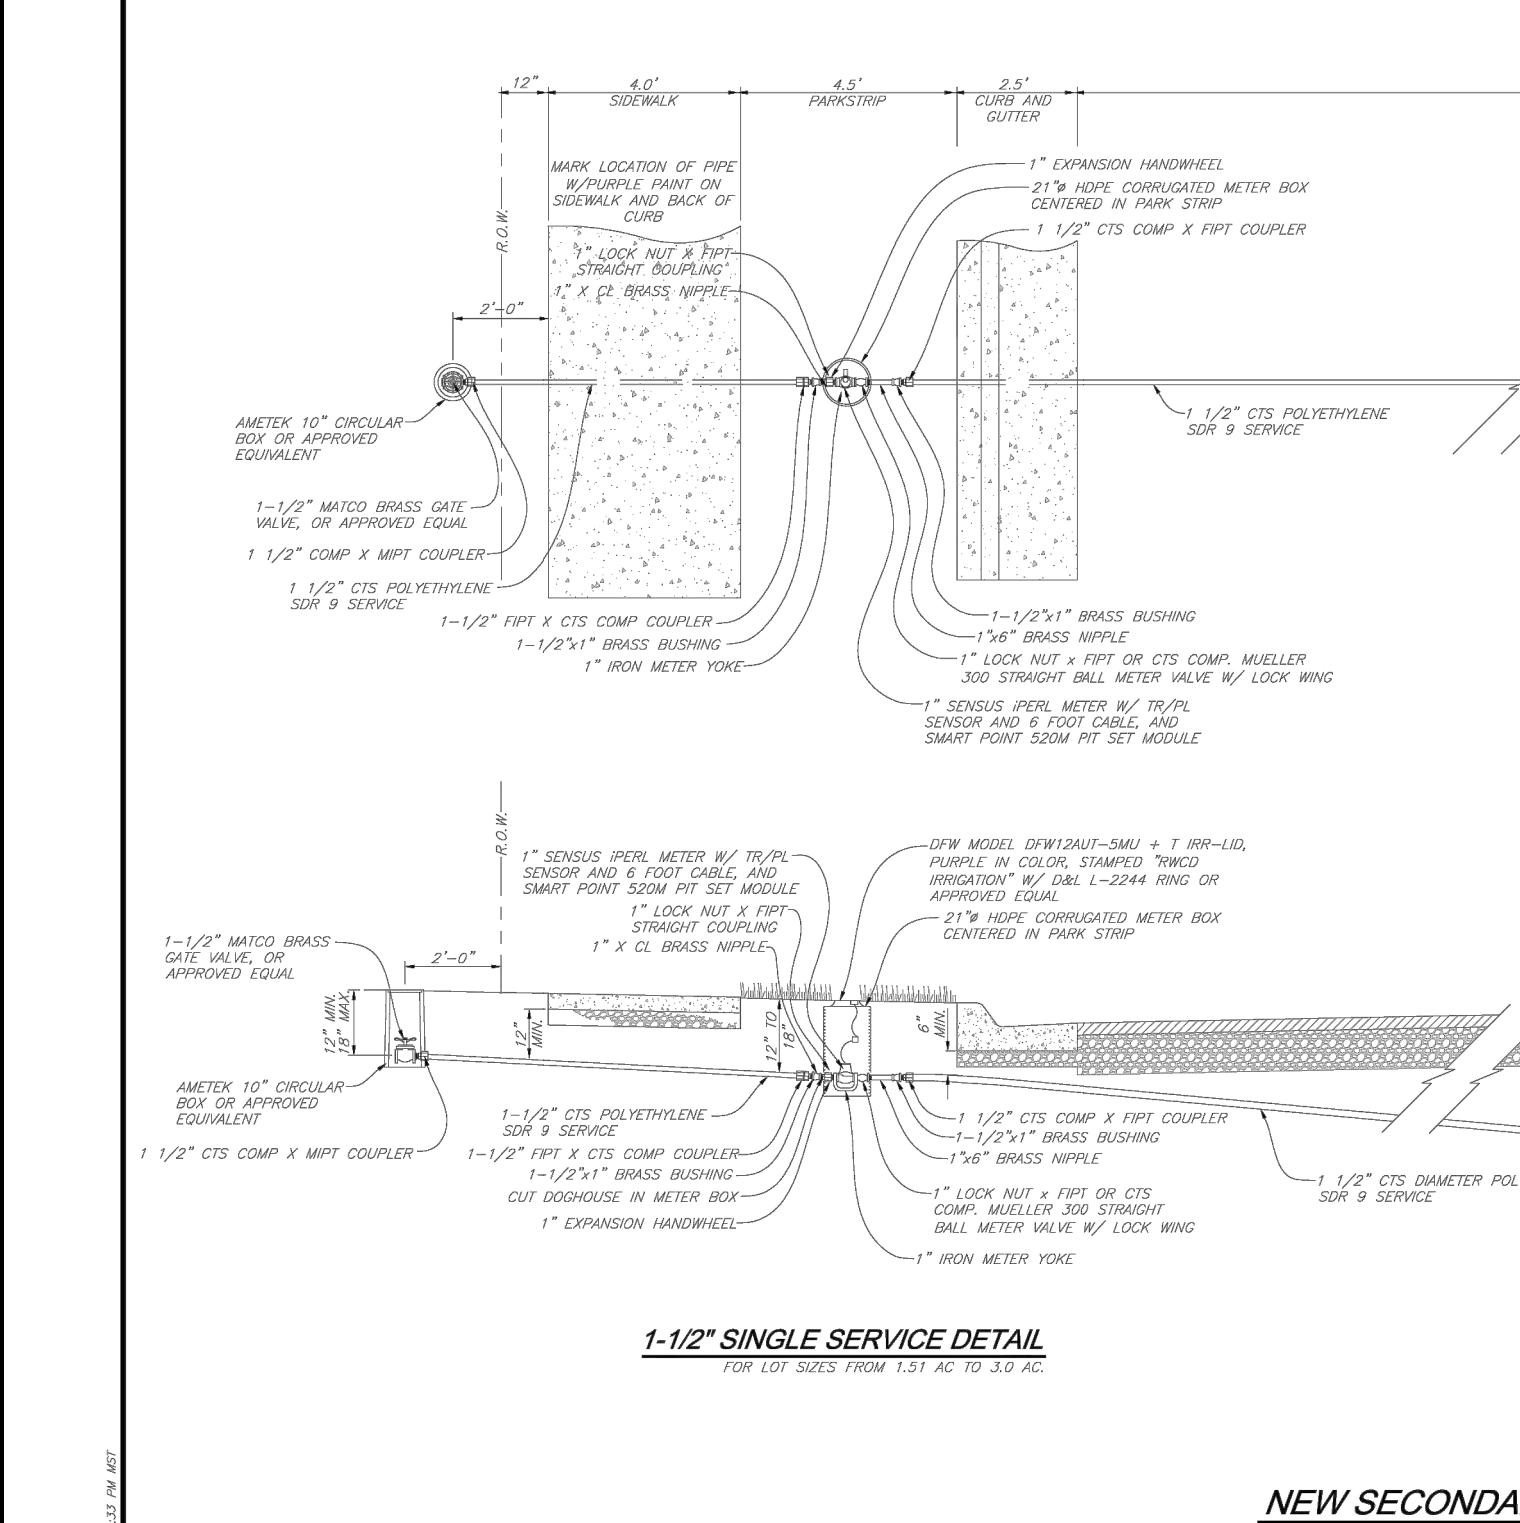 12"
4.0'
SIDEWALK
4.5'
PARKSTRIP
2.5'
CURB AND
GUTTER
MARK LOCATION OF PIPE
W/PURPLE PAINT ON
SIDEWALK AND BACK OF
CURB
R.O.W.
1" EXPANSION HANDWHEEL
21"ø HDPE CORRUGATED METER BOX
CENTERED IN PARK STRIP
1 1/2" CTS COMP X FIPT COUPLER
1" LOCK NUT X FIPT
STRAIGHT COUPLING
1" X CL BRASS NIPPLE
2'-0"
AMETEK 10" CIRCULAR
BOX OR APPROVED
EQUIVALENT
1 1/2" CTS POLYETHYLENE
SDR 9 SERVICE
1-1/2" MATCO BRASS GATE
VALVE, OR APPROVED EQUAL
1 1/2" COMP X MIPT COUPLER
1 1/2" CTS POLYETHYLENE
SDR 9 SERVICE
1-1/2" FIPT X CTS COMP COUPLER
1-1/2"x1" BRASS BUSHING
1" IRON METER YOKE
1-1/2"x1" BRASS BUSHING
1"x6" BRASS NIPPLE
1" LOCK NUT x FIPT OR CTS COMP. MUELLER
300 STRAIGHT BALL METER VALVE W/ LOCK WING
1" SENSUS iPERL METER W/ TR/PL
SENSOR AND 6 FOOT CABLE, AND
SMART POINT 520M PIT SET MODULE
R.O.W.
1" SENSUS iPERL METER W/ TR/PL
SENSOR AND 6 FOOT CABLE, AND
SMART POINT 520M PIT SET MODULE
1" LOCK NUT X FIPT
STRAIGHT COUPLING
1" X CL BRASS NIPPLE
DFW MODEL DFW12AUT-5MU + T IRR-LID,
PURPLE IN COLOR, STAMPED "RWCD
IRRIGATION" W/ D&L L-2244 RING OR
APPROVED EQUAL
21"ø HDPE CORRUGATED METER BOX
CENTERED IN PARK STRIP
1-1/2" MATCO BRASS
GATE VALVE, OR
APPROVED EQUAL
2'-0"
12" MIN.
18" MAX
12"
MIN.
12" TO
18"
6"
MIN.
AMETEK 10" CIRCULAR
BOX OR APPROVED
EQUIVALENT
1 1/2" CTS COMP X MIPT COUPLER
1-1/2" CTS POLYETHYLENE
SDR 9 SERVICE
1-1/2" FIPT X CTS COMP COUPLER
1-1/2"x1" BRASS BUSHING
CUT DOGHOUSE IN METER BOX
1" EXPANSION HANDWHEEL
1 1/2" CTS COMP X FIPT COUPLER
1-1/2"x1" BRASS BUSHING
1"x6" BRASS NIPPLE
1" LOCK NUT x FIPT OR CTS
COMP. MUELLER 300 STRAIGHT
BALL METER VALVE W/ LOCK WING
1" IRON METER YOKE
1 1/2" CTS DIAMETER POL
SDR 9 SERVICE
1-1/2" SINGLE SERVICE DETAIL
FOR LOT SIZES FROM 1.51 AC TO 3.0 AC.
:33 PM MST
NEW SECONDA